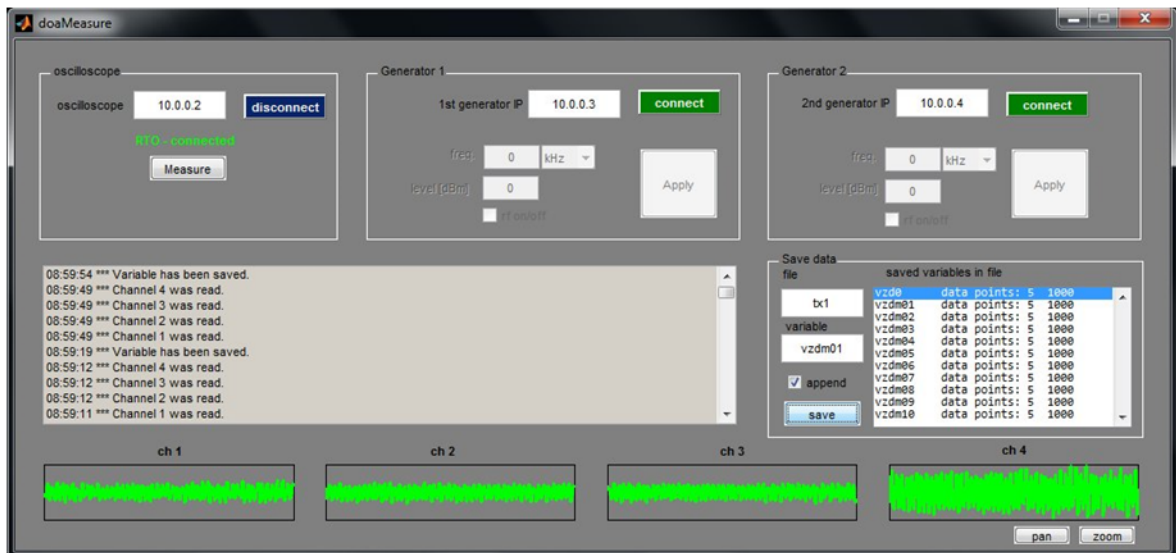 doaMeasure
oscilloscope
oscilloscope 10.0.0.2 disconnect
RTO - connected
Measure
Generator 1
1st generator IP 10.0.0.3 connect
freq. 0 kHz
level [dBm] 0
rf on/off
Apply
Generator 2
2nd generator IP 10.0.0.4 connect
freq. 0 kHz
level [dBm] 0
rf on/off
Apply
08:59:54 *** Variable has been saved.
08:59:49 *** Channel 4 was read.
08:59:49 *** Channel 3 was read.
08:59:49 *** Channel 2 was read.
08:59:49 *** Channel 1 was read.
08:59:19 *** Variable has been saved.
08:59:12 *** Channel 4 was read.
08:59:12 *** Channel 3 was read.
08:59:12 *** Channel 2 was read.
08:59:11 *** Channel 1 was read.
Save data
file
tx1
variable
vzdm01
append
save
saved variables in file
vzd0 data points: 5 1000
vzdm01 data points: 5 1000
vzdm02 data points: 5 1000
vzdm03 data points: 5 1000
vzdm04 data points: 5 1000
vzdm05 data points: 5 1000
vzdm06 data points: 5 1000
vzdm07 data points: 5 1000
vzdm08 data points: 5 1000
vzdm09 data points: 5 1000
vzdm10 data points: 5 1000
ch 1
ch 2
ch 3
ch 4
pan
zoom